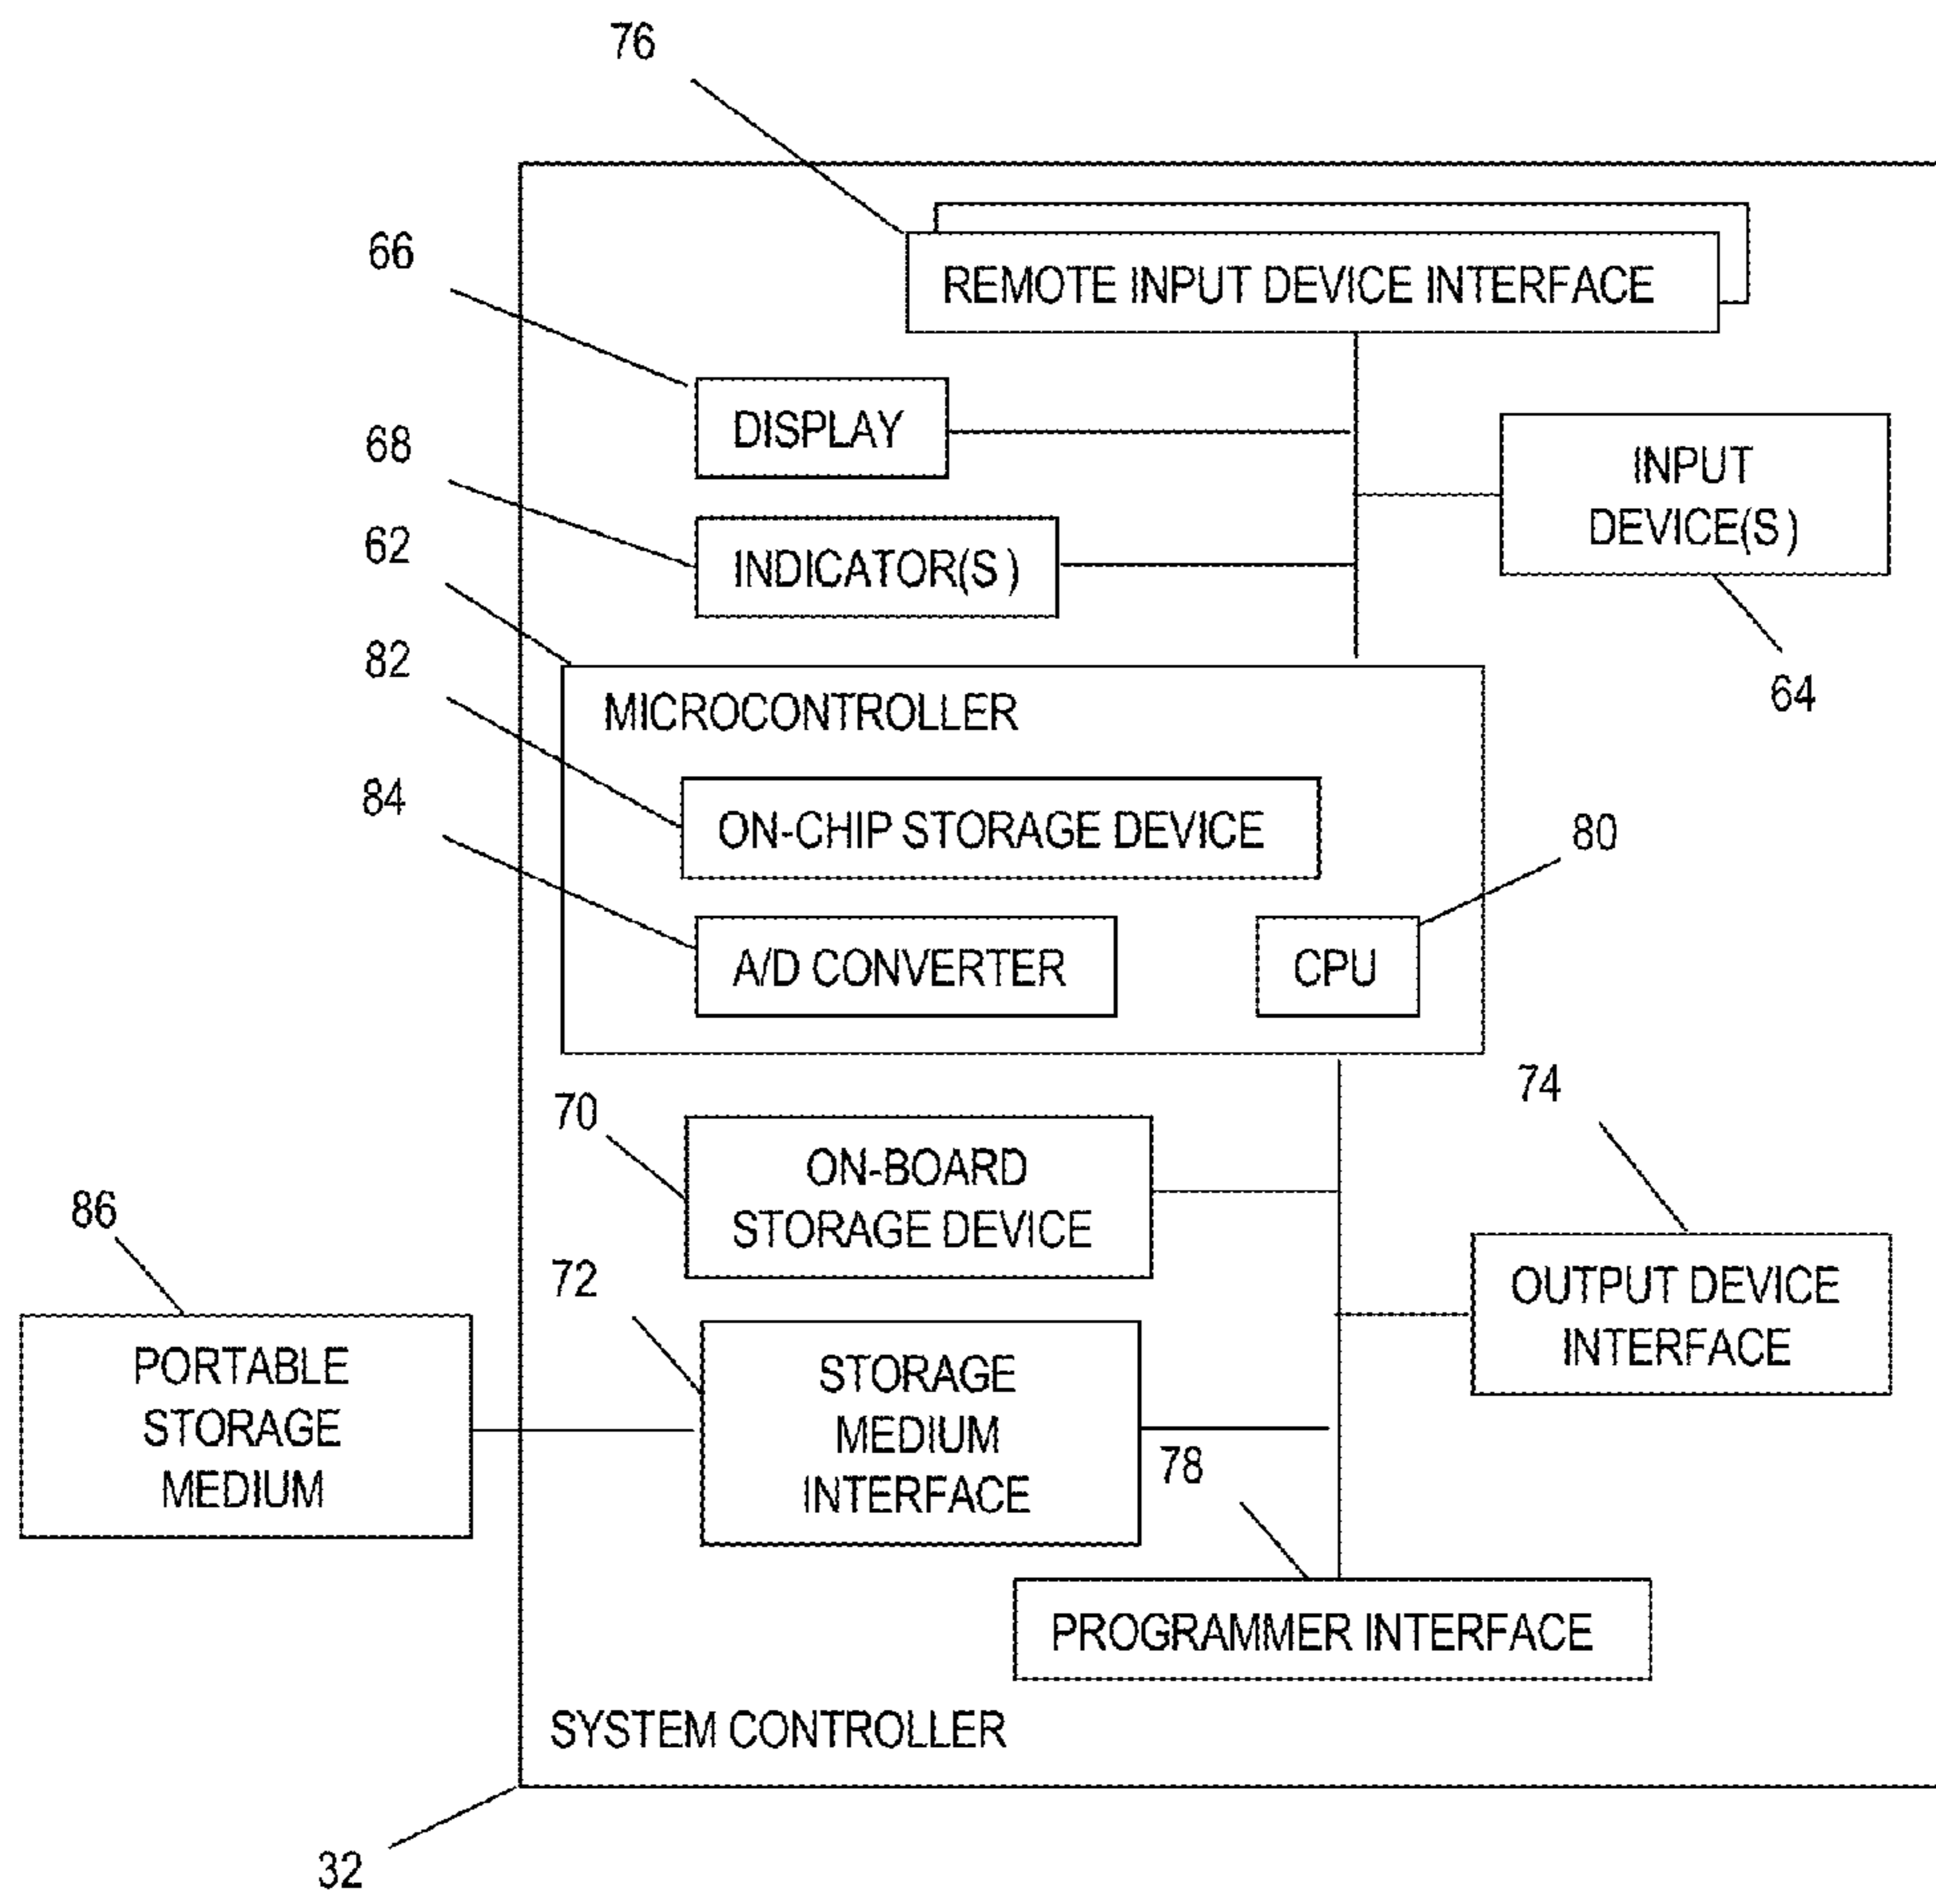 76
REMOTE INPUT DEVICE INTERFACE
66
DISPLAY
68
INPUT
DEVICE(S)
INDICATOR(S)
62
64
82
MICROCONTROLLER
ON-CHIP STORAGE DEVICE
84
80
A/D CONVERTER
CPU
70
74
ON-BOARD
STORAGE DEVICE
86
72
OUTPUT DEVICE
INTERFACE
PORTABLE
STORAGE
MEDIUM
STORAGE
MEDIUM
INTERFACE
78
PROGRAMMER INTERFACE
SYSTEM CONTROLLER
32